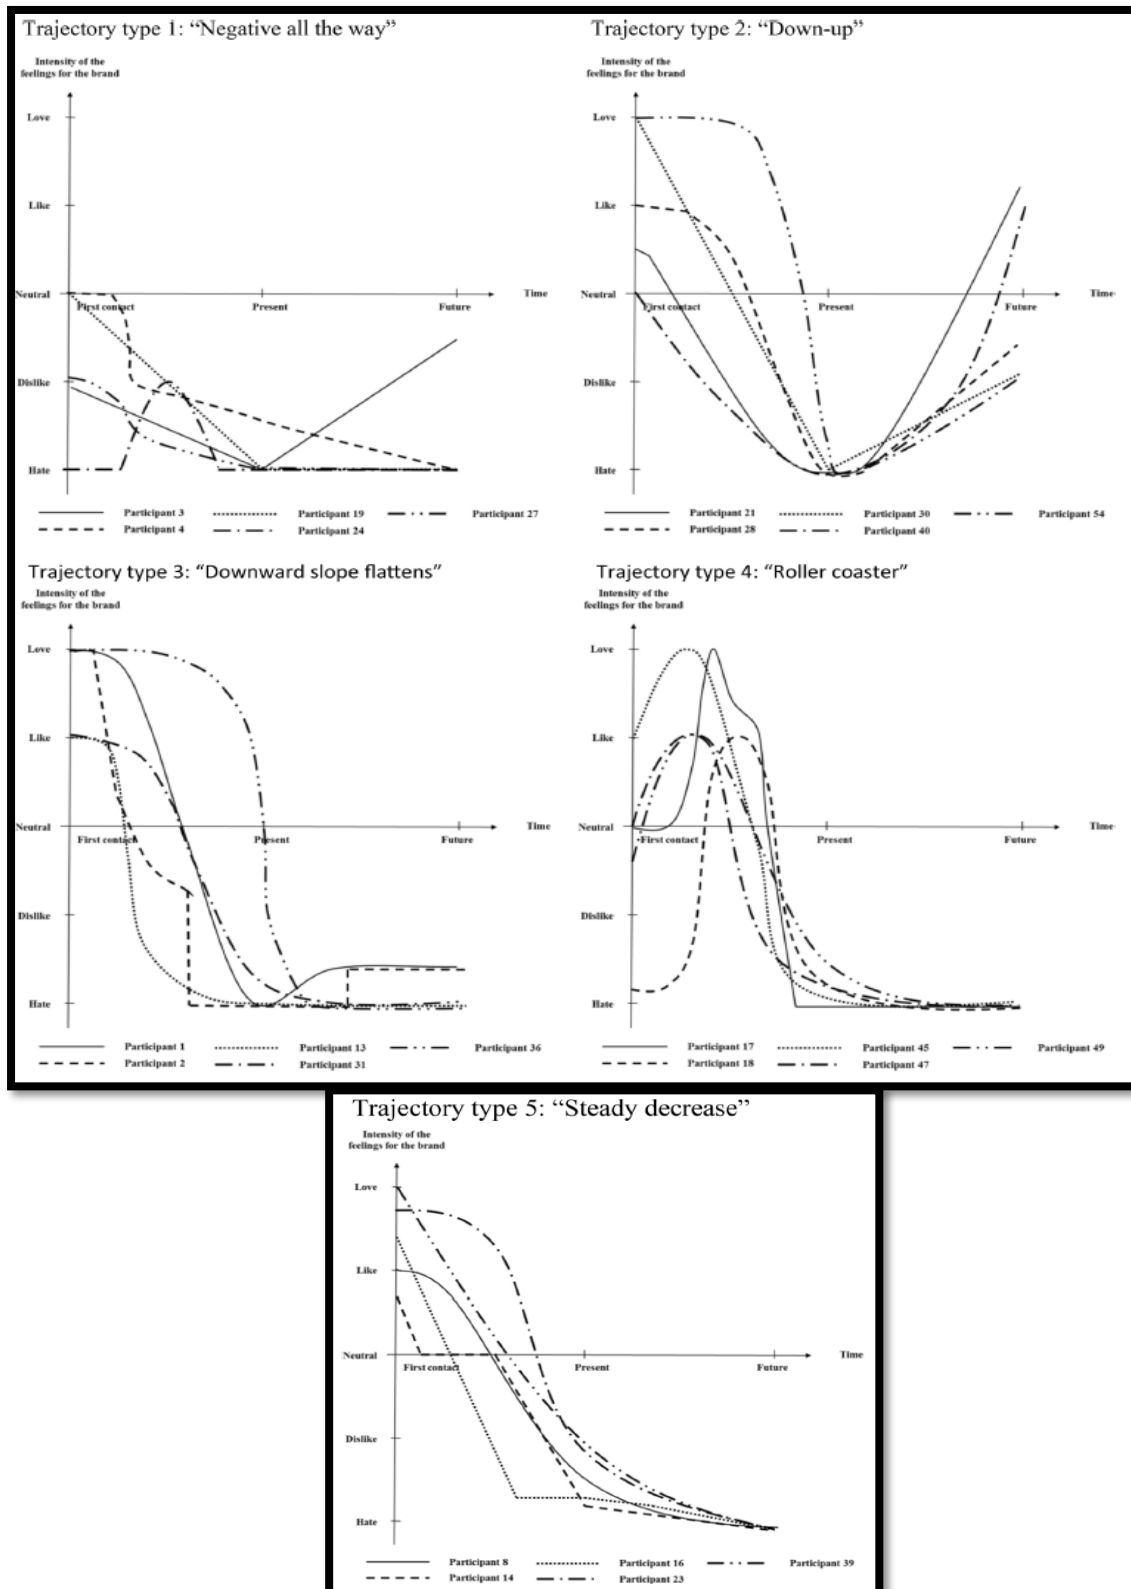 Trajectory type 1: “Negative all the way”
Intensity of the
feelings for the brand
Love
Like
Neutral
Dislike
Hate
First contact
Present
Future
Time
Participant 3
Participant 19
Participant 27
Participant 4
Participant 24
Trajectory type 2: “Down-up”
Intensity of the
feelings for the brand
Love
Like
Neutral
Dislike
Hate
First contact
Present
Future
Time
Participant 21
Participant 30
Participant 54
Participant 28
Participant 40
Trajectory type 3: “Downward slope flattens”
Intensity of the
feelings for the brand
Love
Like
Neutral
Dislike
Hate
First contact
Present
Future
Time
Participant 1
Participant 13
Participant 36
Participant 2
Participant 31
Trajectory type 4: “Roller coaster”
Intensity of the
feelings for the brand
Love
Like
Neutral
Dislike
Hate
First contact
Present
Future
Time
Participant 17
Participant 45
Participant 49
Participant 18
Participant 47
Trajectory type 5: “Steady decrease”
Intensity of the
feelings for the brand
Love
Like
Neutral
Dislike
Hate
First contact
Present
Future
Time
Participant 8
Participant 16
Participant 39
Participant 14
Participant 23